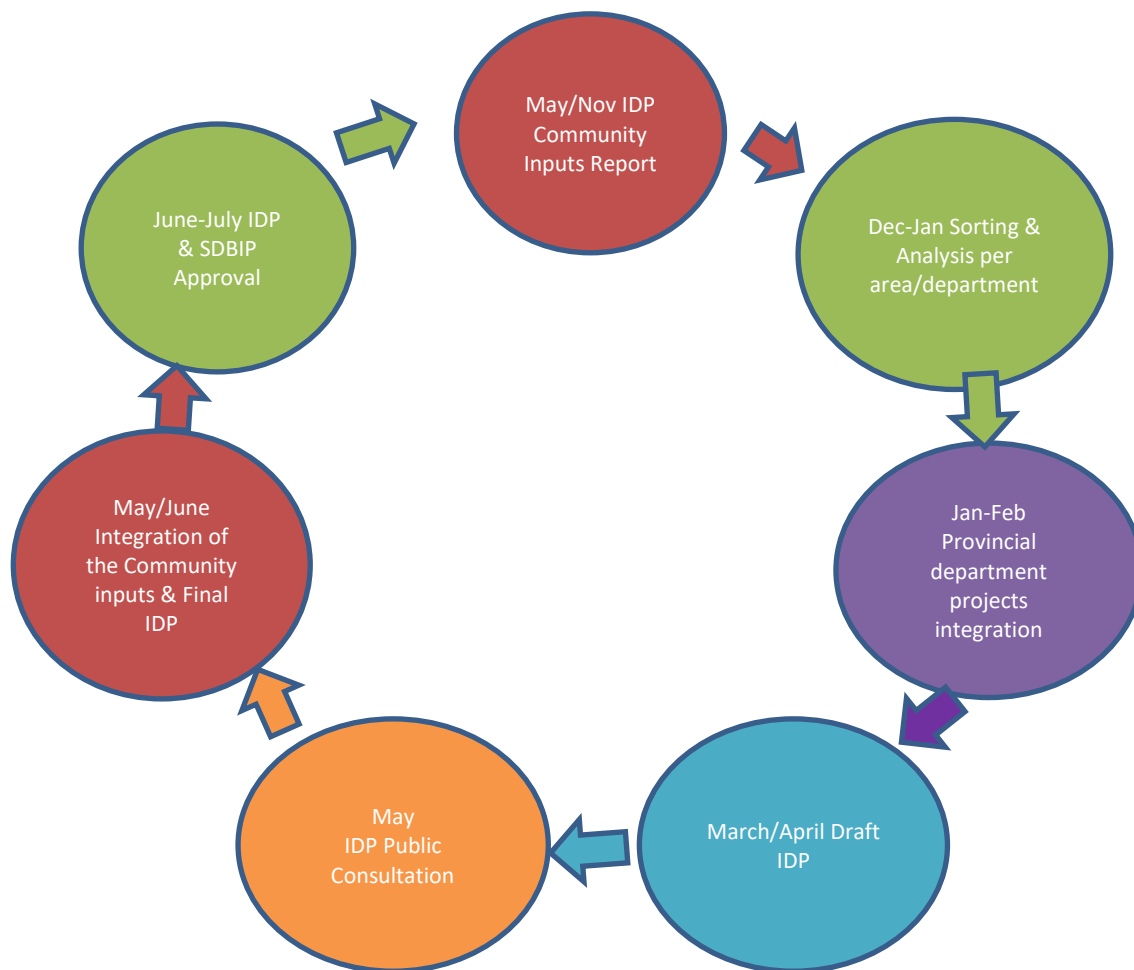 May/Nov IDP
Community
Inputs Report
Dec-Jan Sorting &
Analysis per
area/department
Jan-Feb
Provincial
department
projects
integration
March/April Draft
IDP
May
IDP Public
Consultation
May/June
Integration of
the Community
inputs & Final
IDP
June-July IDP
& SDBIP
Approval